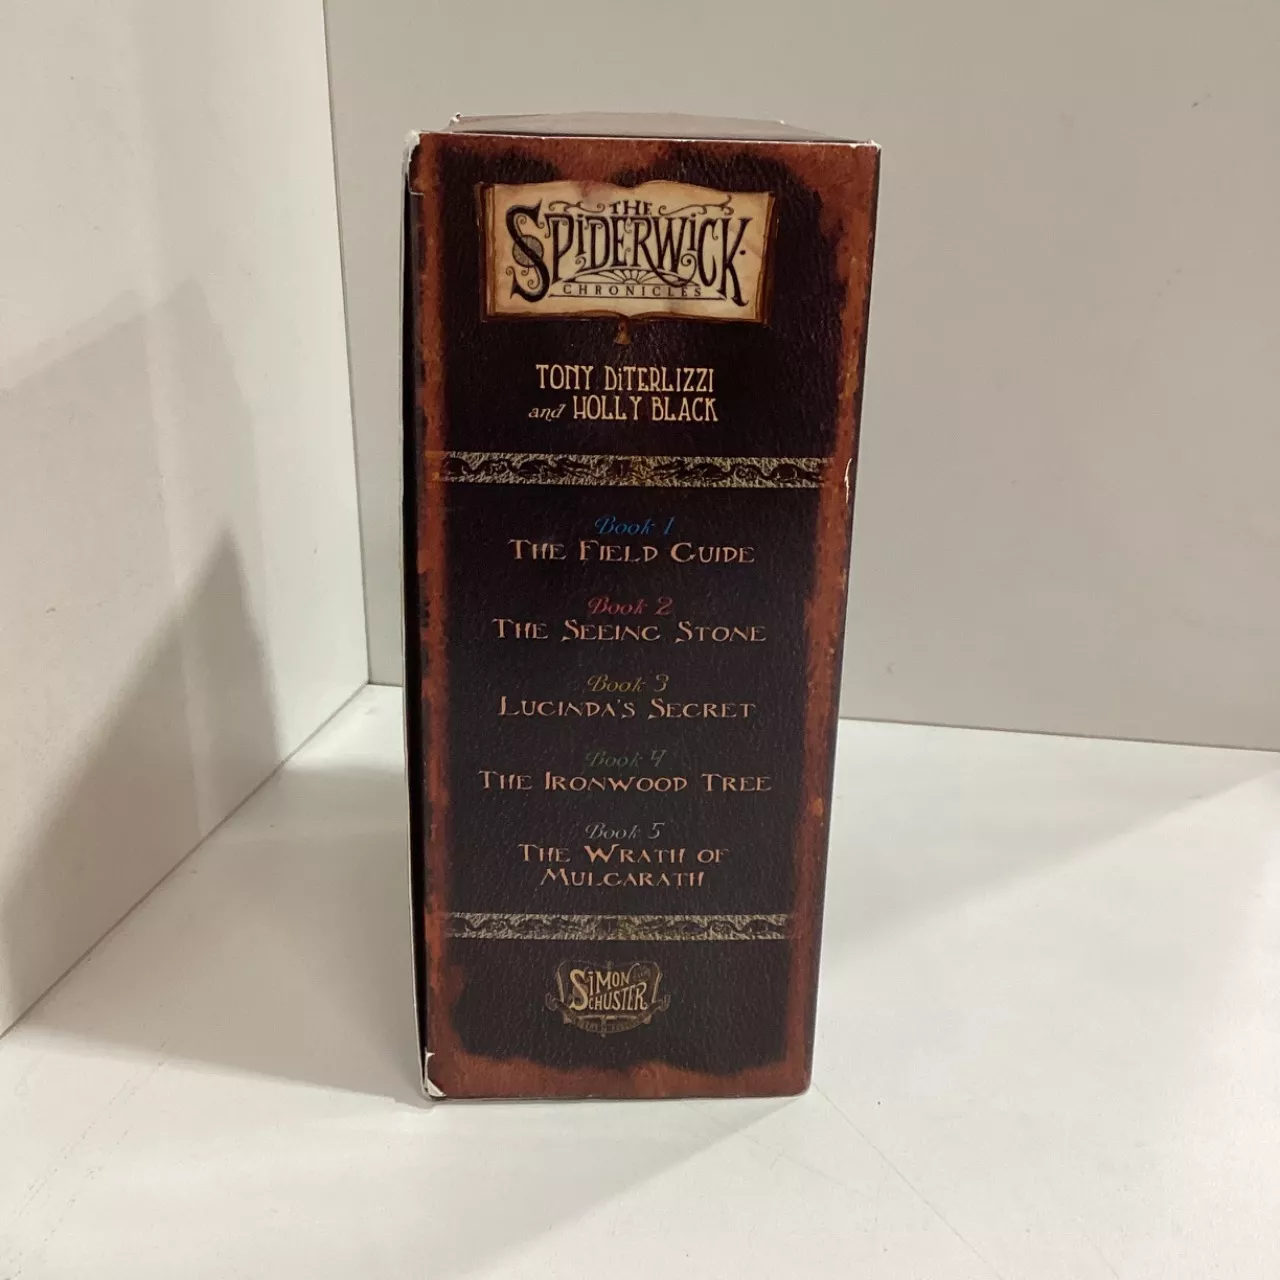 THE
SPiDERWiCK
CHRONICLES
TONY DiTERLIZZI
and HOLLY BLACK
Book 1
THE FIELD GUIDE
Book 2
THE SEEING STONE
Book 3
LUCINDA'S SECRET
Book 4
THE IRONWOOD TREE
Book 5
THE WRATH OF
MULGARATH
SiMON
SCHUSTER